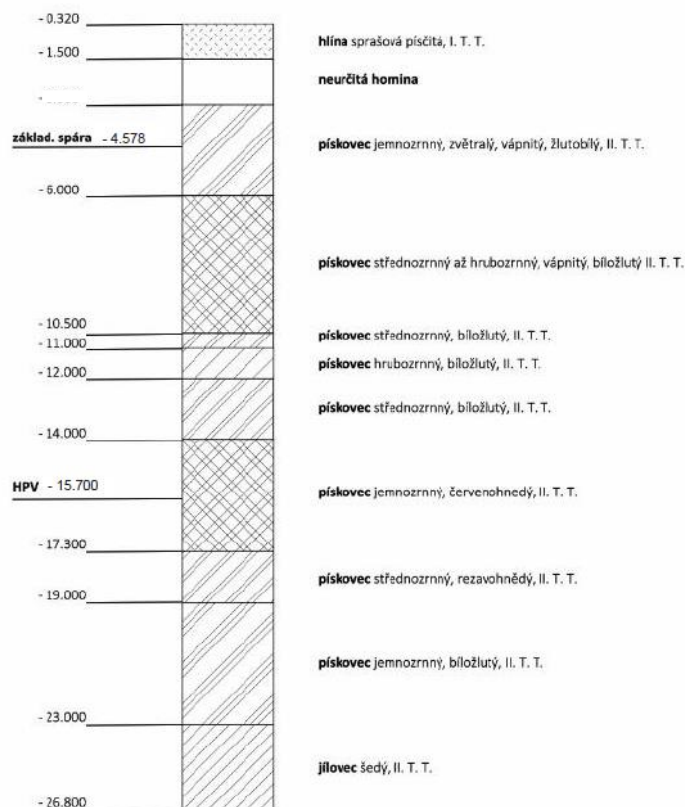 - 0.320
hlína sprašová písčitá, I. T. T.
- 1.500
neurčitá homina
základ. spára - 4.578
pískovec jemnozrnný, zvětralý, vápnitý, žlutobílý, II. T. T.
- 6.000
pískovec střednozrnný až hrubozrnný, vápnitý, bíložlutý II. T. T.
- 10.500
pískovec střednozrnný, bíložlutý, II. T. T.
- 11.000
pískovec hrubozrnný, bíložlutý, II. T. T.
- 12.000
pískovec střednozrnný, bíložlutý, II. T. T.
- 14.000
HPV - 15.700
pískovec jemnozrnný, červenohnedý, II. T. T.
- 17.300
pískovec střednozrnný, rezavohnědý, II. T. T.
- 19.000
pískovec jemnozrnný, bíložlutý, II. T. T.
- 23.000
jílovec šedý, II. T. T.
- 26.800